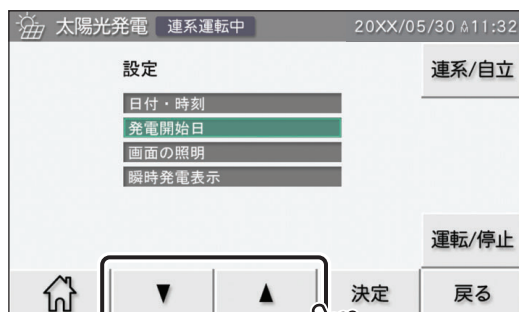 太陽光発電 連系運転中 20XX/05/30 11:32
設定
連系/自立
日付・時刻
発電開始日
画面の照明
瞬時発電表示
運転/停止
▼ ▲ 決定 戻る